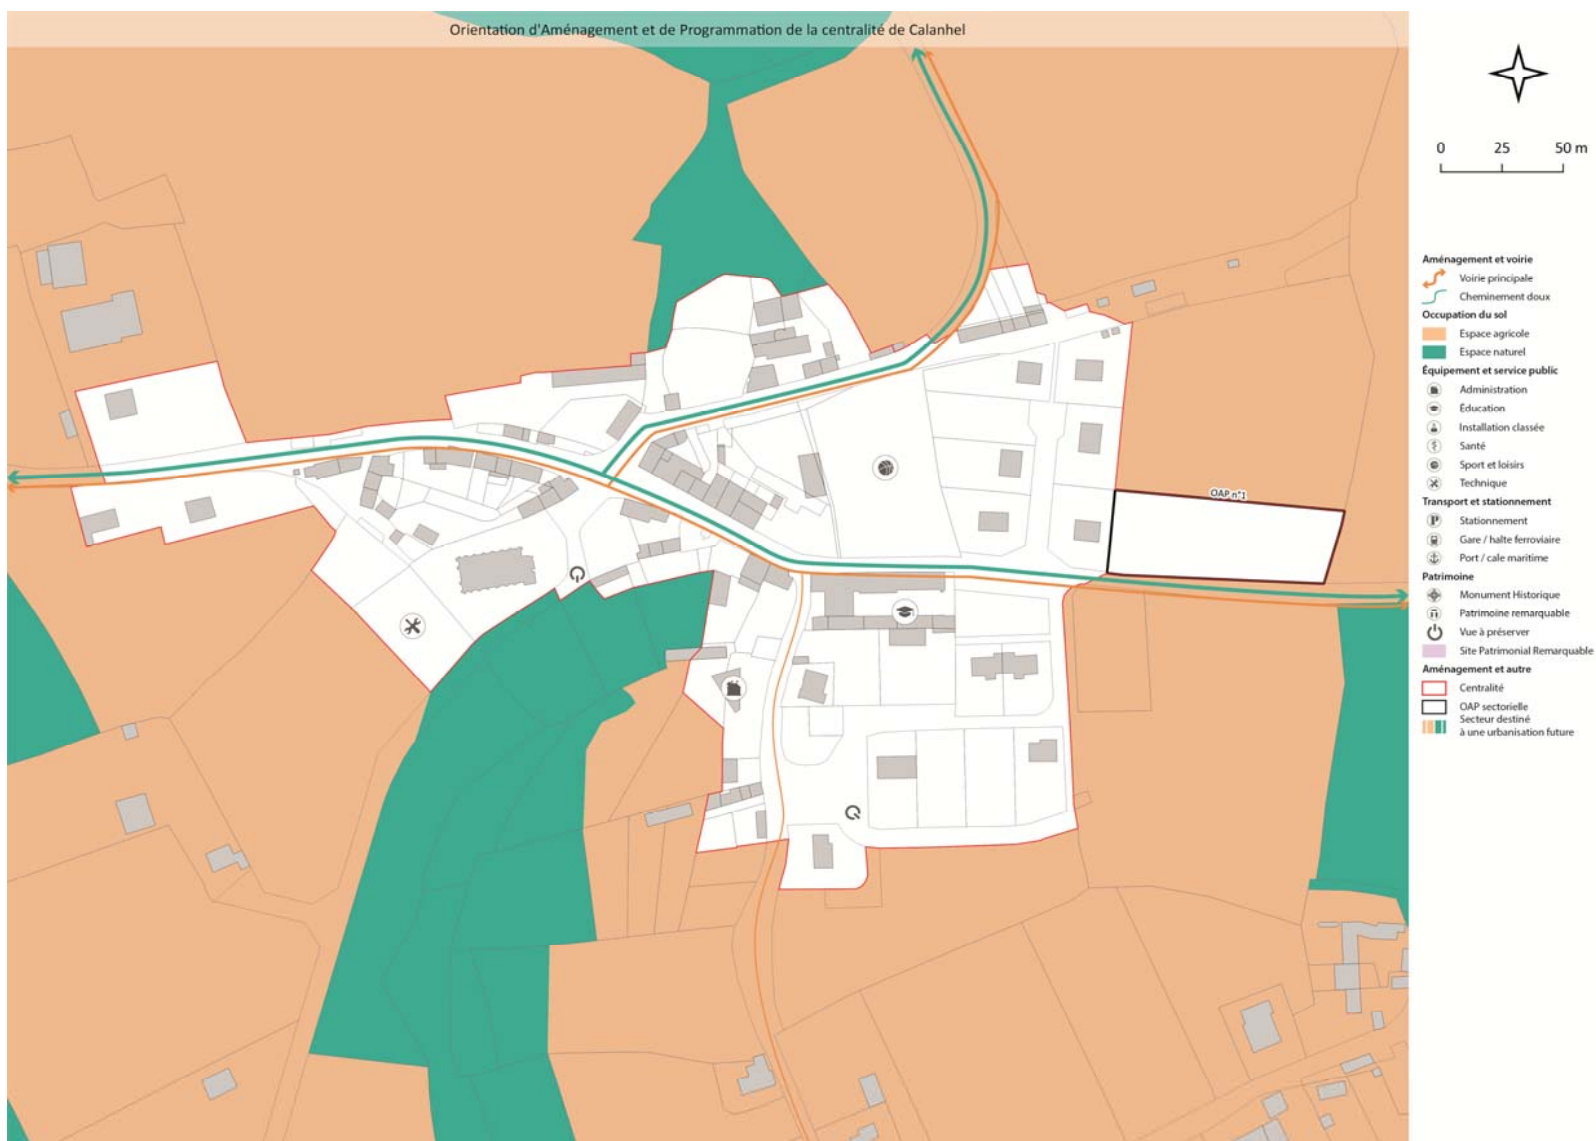 Orientation d'Aménagement et de Programmation de la centralité de Calanhel
0 25 50 m
OAP n°1
Aménagement et voirie
Voirie principale
Cheminement doux
Occupation du sol
Espace agricole
Espace naturel
Équipement et service public
Administration
Éducation
Installation classée
Santé
Sport et loisirs
Technique
Transport et stationnement
Stationnement
Gare / halte ferroviaire
Port / cale maritime
Patrimoine
Monument Historique
Patrimoine remarquable
Vue à préserver
Site Patrimonial Remarquable
Aménagement et autre
Centralité
OAP sectorielle
Secteur destiné
à une urbanisation future